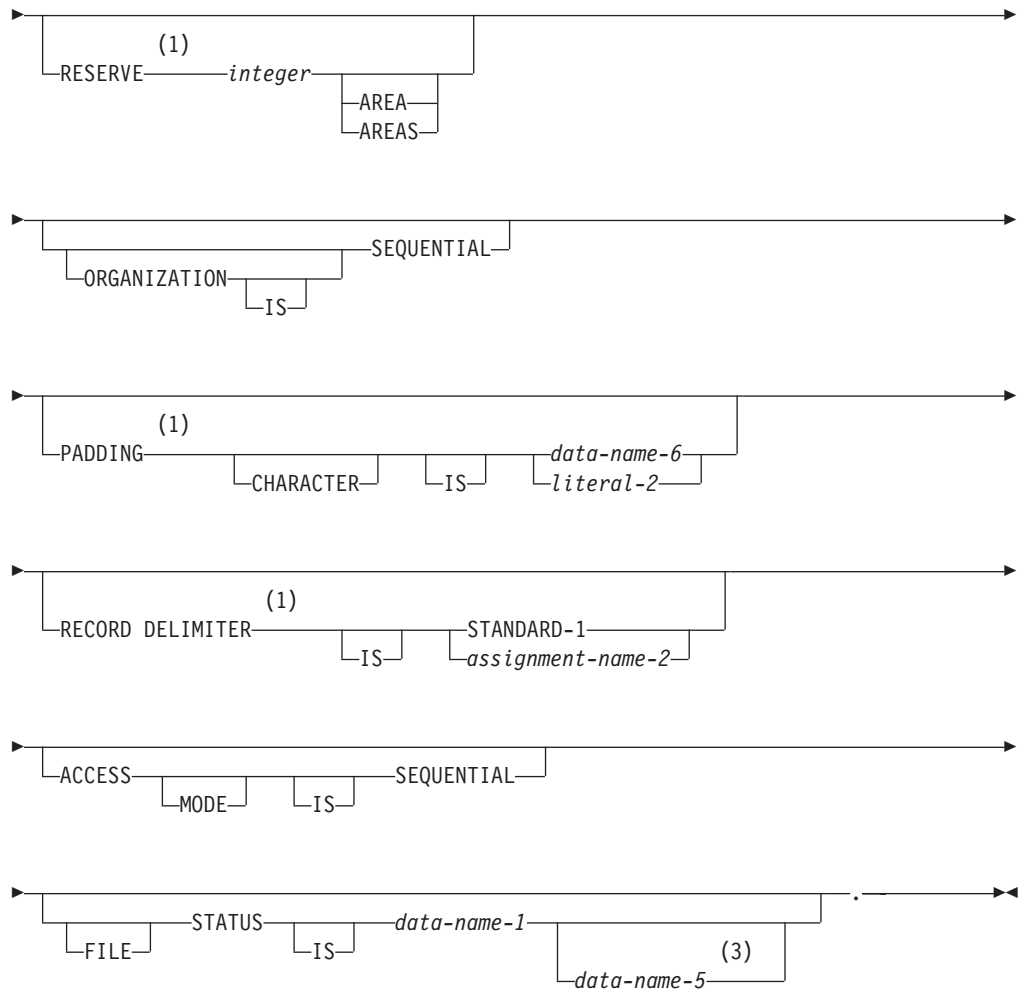 (1)
RESERVE integer
AREA
AREAS
SEQUENTIAL
ORGANIZATION
IS
(1)
PADDING data-name-6
CHARACTER IS literal-2
(1)
RECORD DELIMITER STANDARD-1
IS assignment-name-2
ACCESS SEQUENTIAL
MODE IS
.
STATUS data-name-1
FILE IS (3)
data-name-5